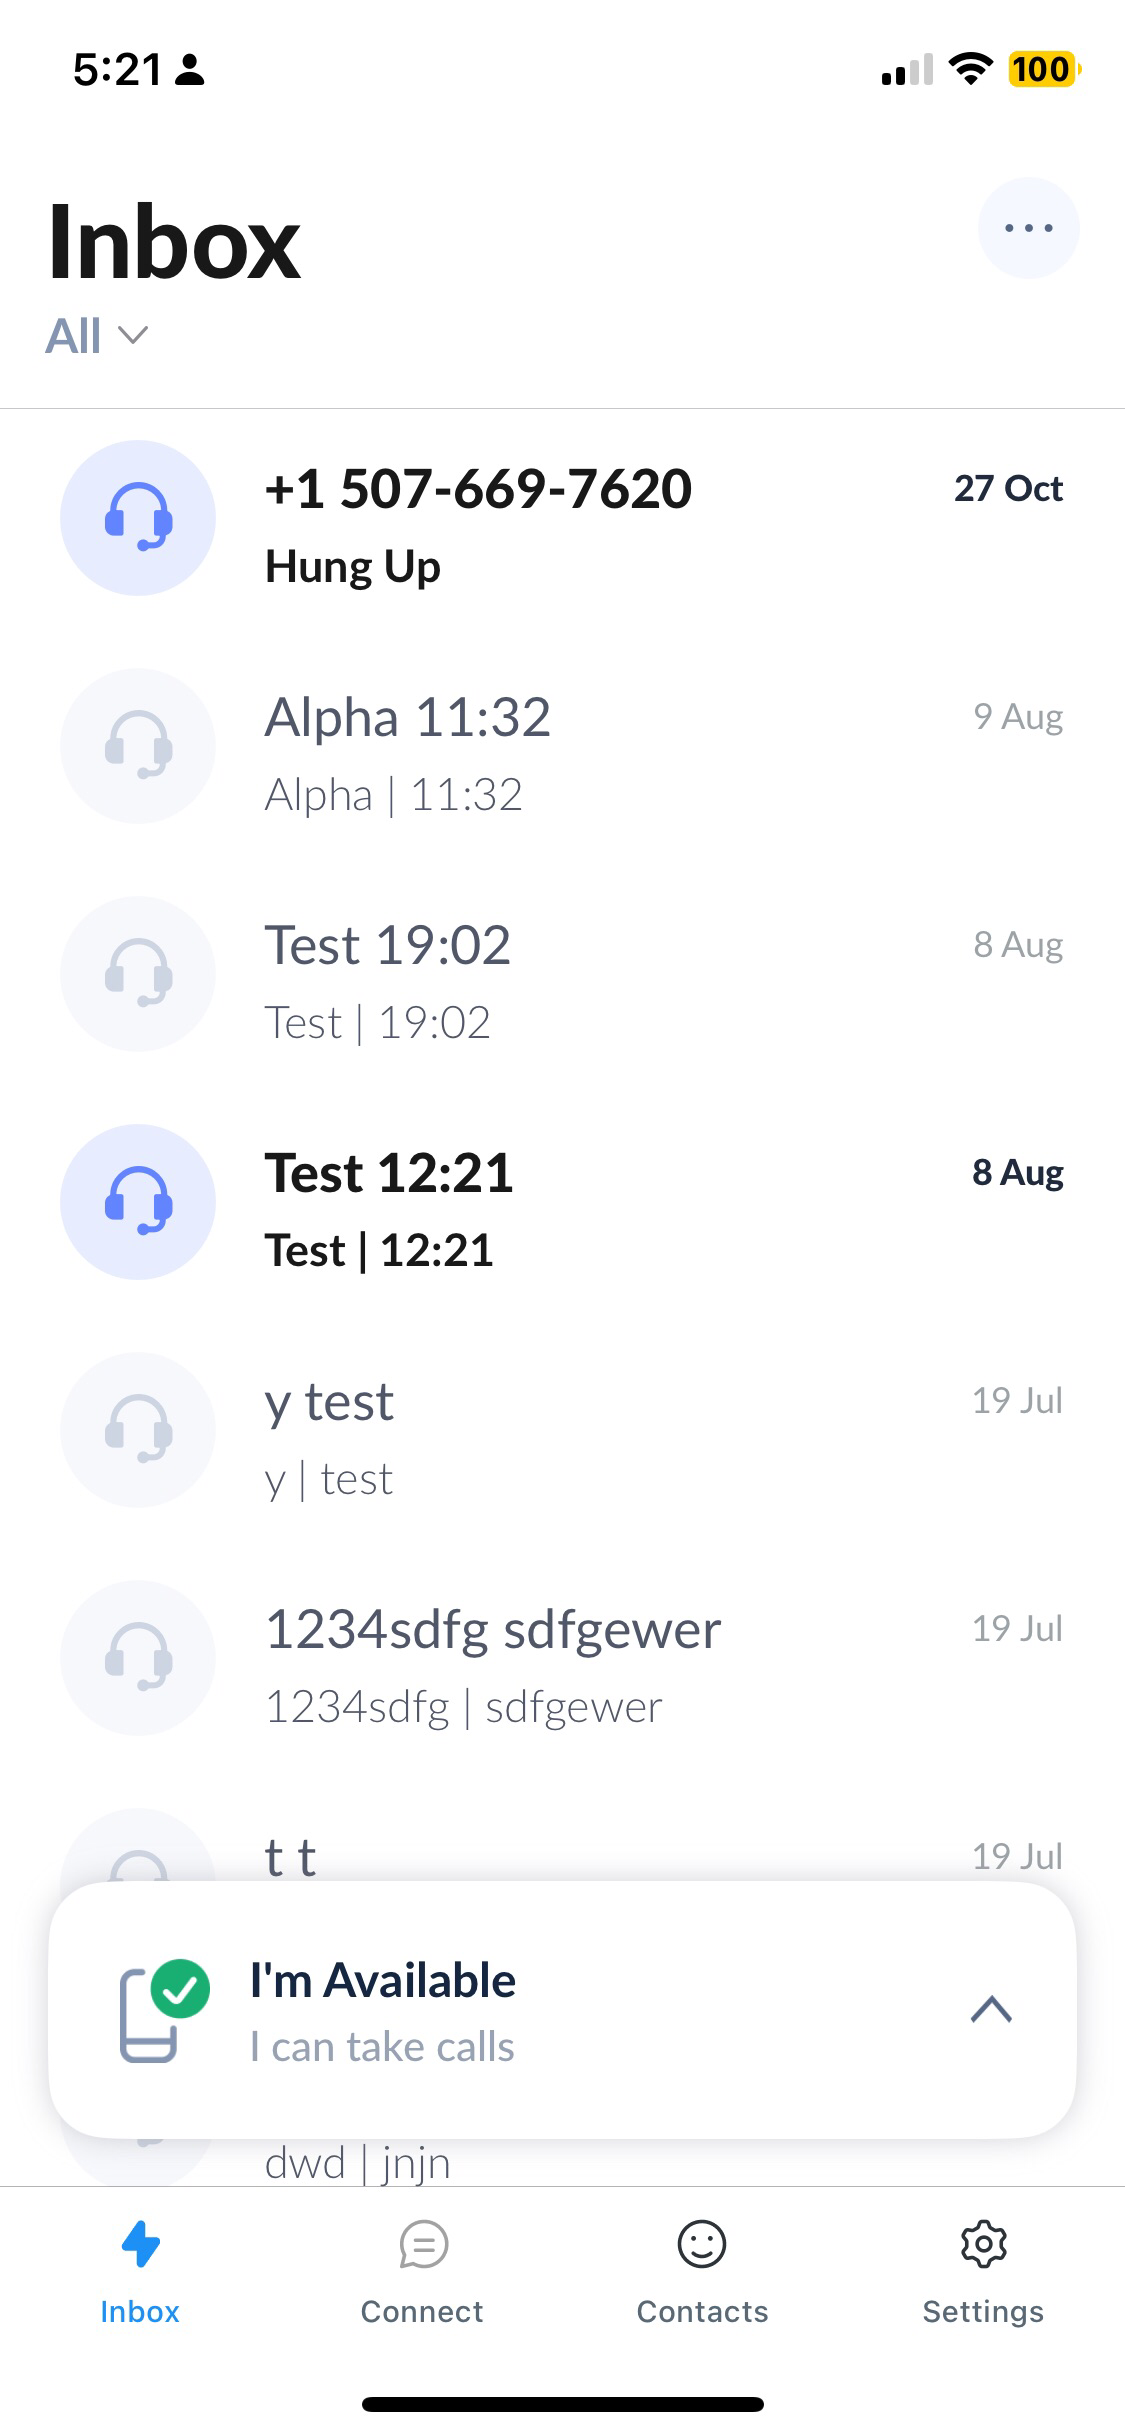 5:21
100
Inbox
All
+1 507-669-7620
27 Oct
Hung Up
Alpha 11:32
9 Aug
Alpha | 11:32
Test 19:02
8 Aug
Test | 19:02
Test 12:21
8 Aug
Test | 12:21
y test
19 Jul
y | test
1234sdfg sdfgewer
19 Jul
1234sdfg | sdfgewer
t t
19 Jul
I'm Available
I can take calls
dwd | jnjn
Inbox
Connect
Contacts
Settings